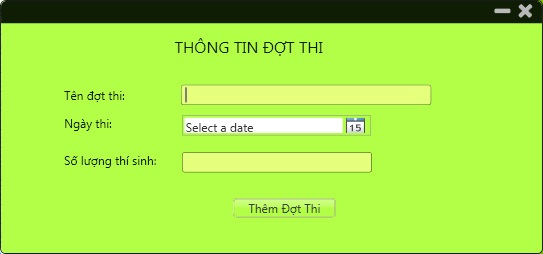 THÔNG TIN ĐỢT THI
Tên đợt thi:
Ngày thi:
Select a date
15
Số lượng thí sinh:
Thêm Đợt Thi